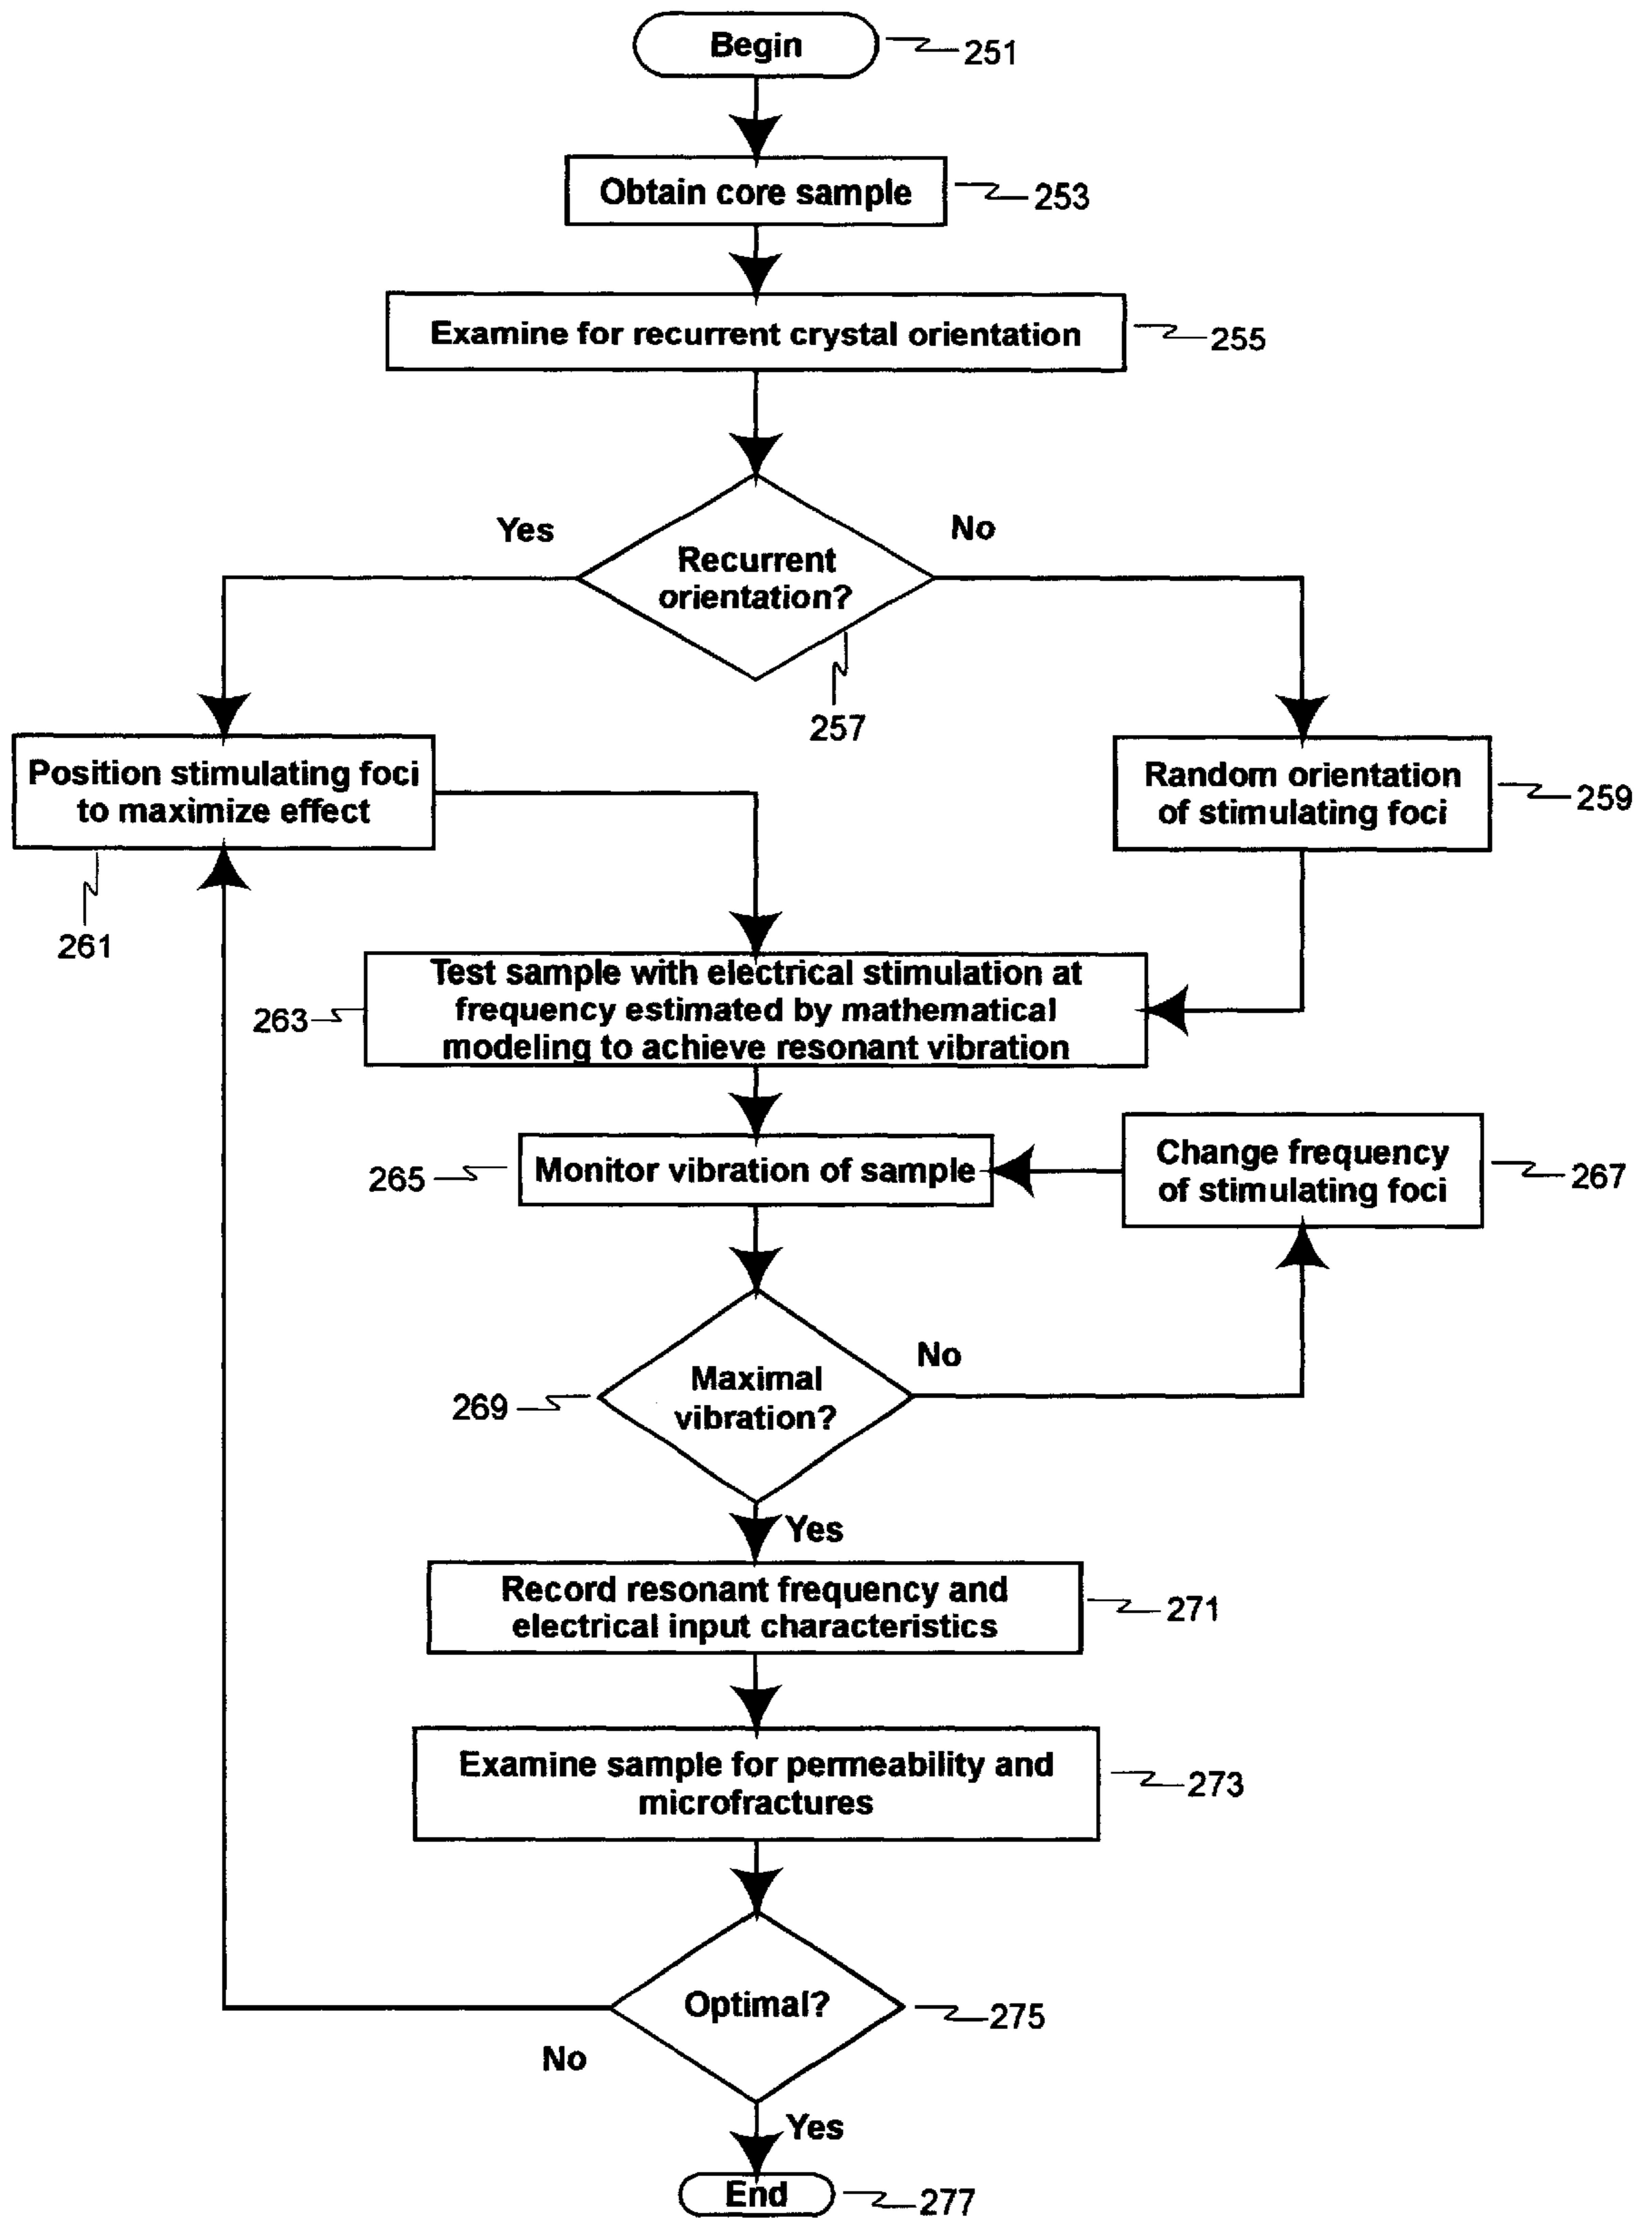 Begin
251
Obtain core sample
253
Examine for recurrent crystal orientation
255
Yes
No
Recurrent
orientation?
257
Position stimulating foci
to maximize effect
261
Random orientation
of stimulating foci
259
Test sample with electrical stimulation at
frequency estimated by mathematical
modeling to achieve resonant vibration
263
Monitor vibration of sample
265
Change frequency
of stimulating foci
267
Maximal
vibration?
269
No
Yes
Record resonant frequency and
electrical input characteristics
271
Examine sample for permeability and
microfractures
273
Optimal?
275
No
Yes
End
277